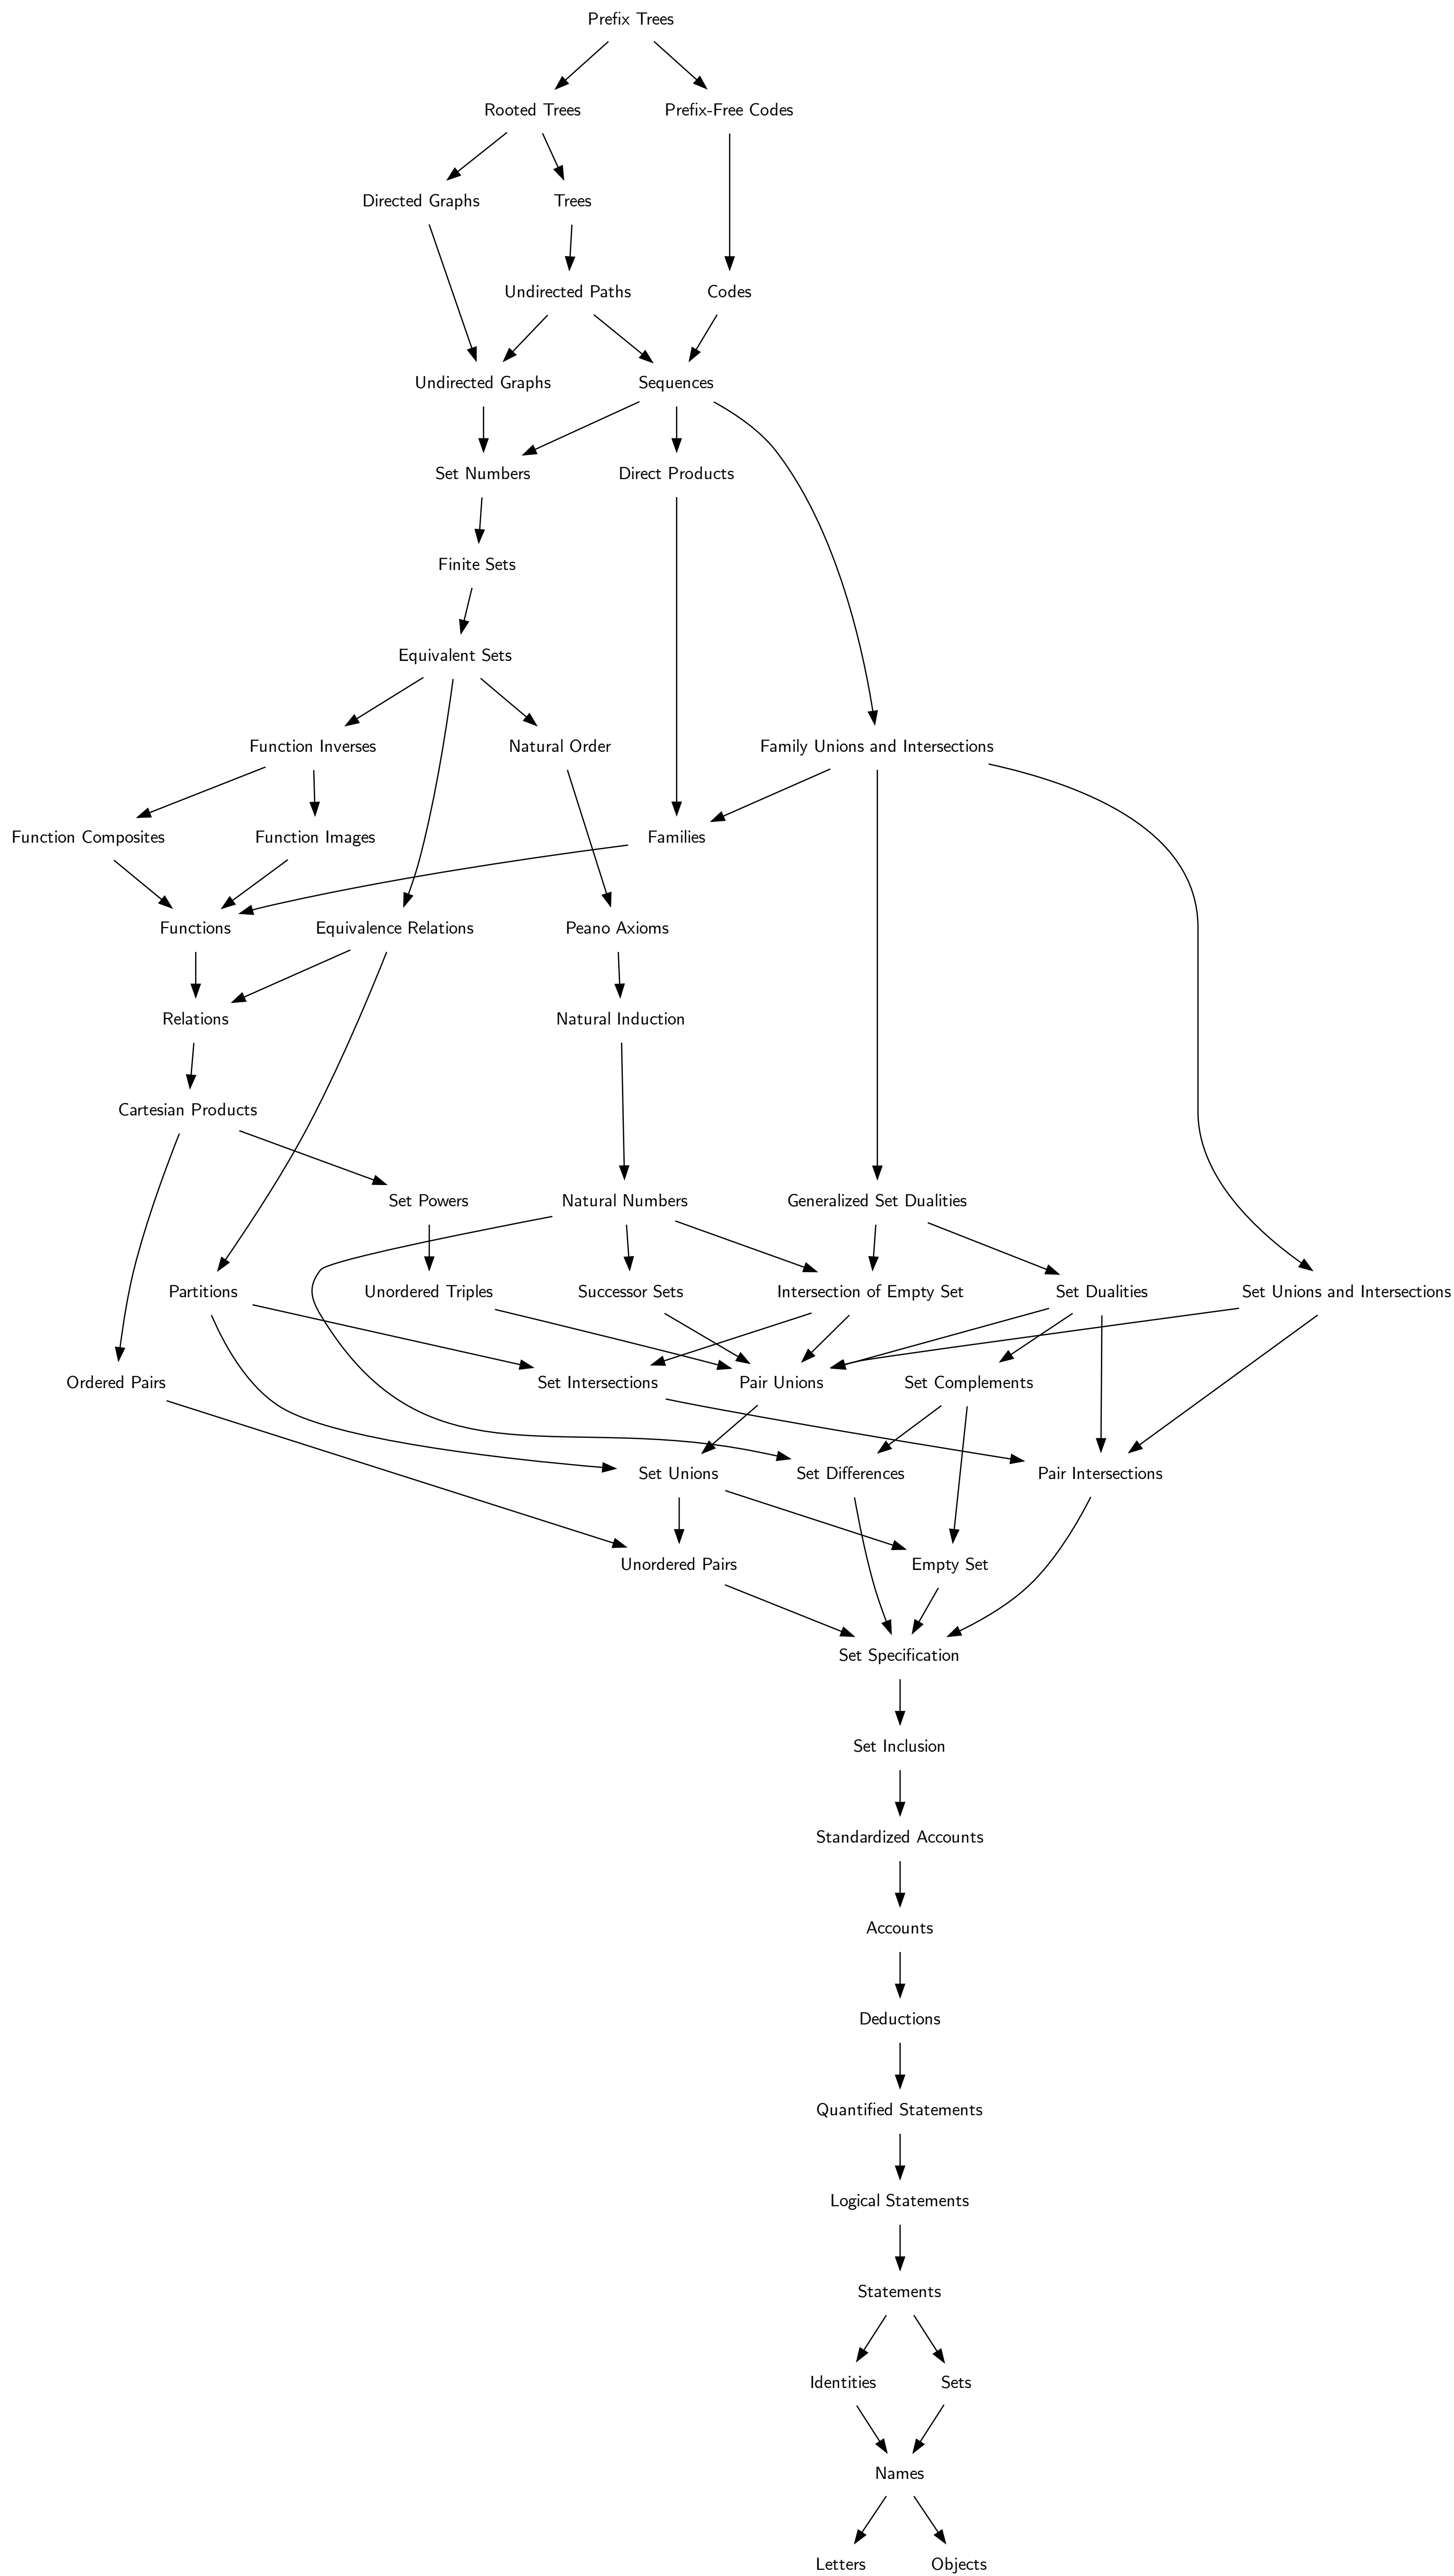 Prefix Trees
Rooted Trees
Prefix-Free Codes
Directed Graphs
Trees
Undirected Paths
Codes
Undirected Graphs
Sequences
Set Numbers
Direct Products
Finite Sets
Equivalent Sets
Function Inverses
Natural Order
Family Unions and Intersections
Function Composites
Function Images
Families
Functions
Equivalence Relations
Peano Axioms
Relations
Natural Induction
Cartesian Products
Set Powers
Natural Numbers
Generalized Set Dualities
Partitions
Unordered Triples
Successor Sets
Intersection of Empty Set
Set Dualities
Set Unions and Intersections
Ordered Pairs
Set Intersections
Pair Unions
Set Complements
Set Unions
Set Differences
Pair Intersections
Unordered Pairs
Empty Set
Set Specification
Set Inclusion
Standardized Accounts
Accounts
Deductions
Quantified Statements
Logical Statements
Statements
Identities
Sets
Names
Letters
Objects